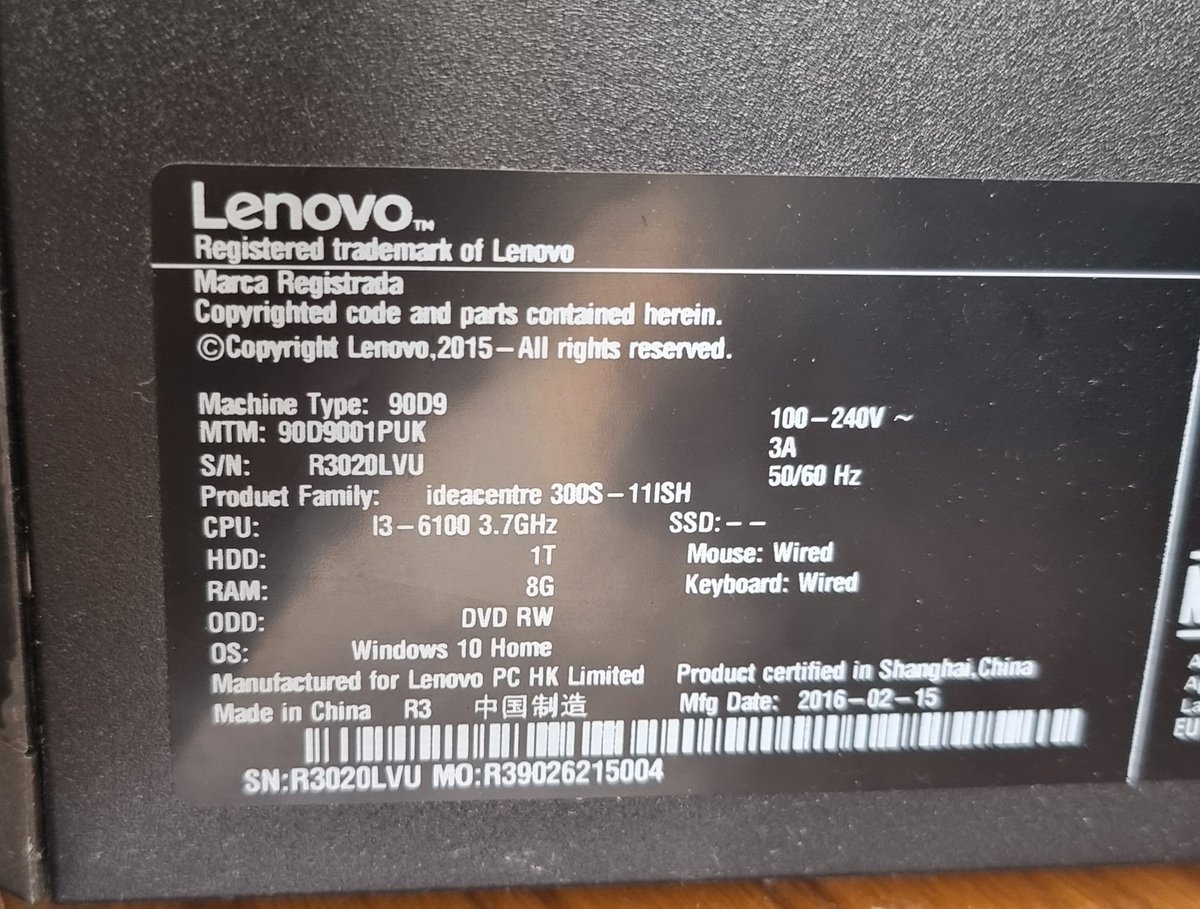 Lenovo™
Registered trademark of Lenovo
Marca Registrada
Copyrighted code and parts contained herein.
©Copyright Lenovo,2015–All rights reserved.
Machine Type: 90D9
MTM: 90D9001PUK
S/N: R3020LVU
100–240V ~
3A
50/60 Hz
Product Family: ideacentre 300S–11ISH
CPU: I3–6100 3.7GHz SSD:– –
HDD: 1T Mouse: Wired
RAM: 8G Keyboard: Wired
ODD: DVD RW
OS: Windows 10 Home
Manufactured for Lenovo PC HK Limited Product certified in Shanghai,China
Made in China R3 中国制造 Mfg Date: 2016–02–15
SN:R3020LVU MO:R39026215004